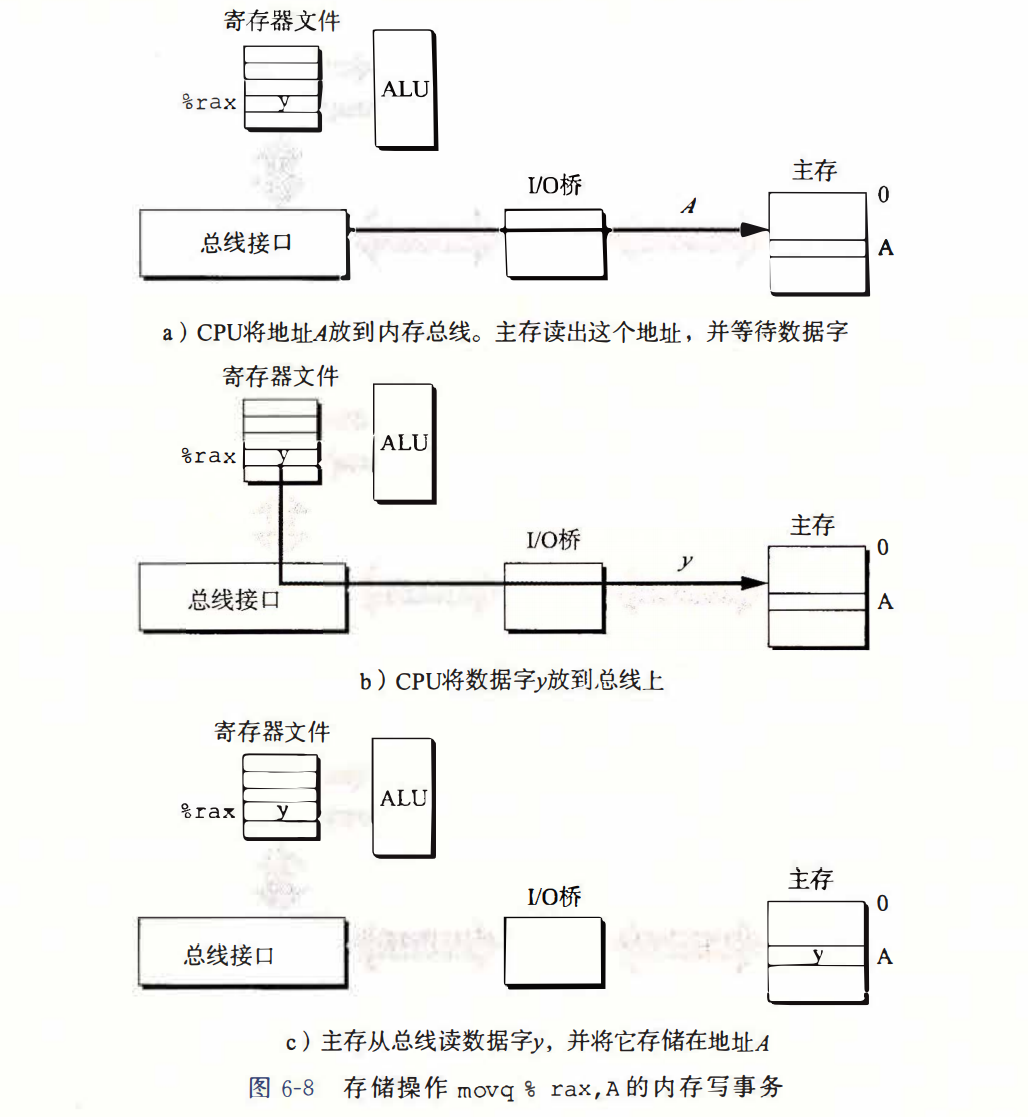 寄存器文件
ALU
%rax y
I/O桥
主存
0
总线接口
A
A
a)CPU将地址A放到内存总线。主存读出这个地址，并等待数据字
寄存器文件
ALU
%rax y
I/O桥
主存
0
y
总线接口
A
b)CPU将数据字y放到总线上
寄存器文件
ALU
%rax y
I/O桥
主存
0
总线接口
y A
c)主存从总线读数据字y，并将它存储在地址A
图 6-8 存储操作 movq % rax,A 的内存写事务